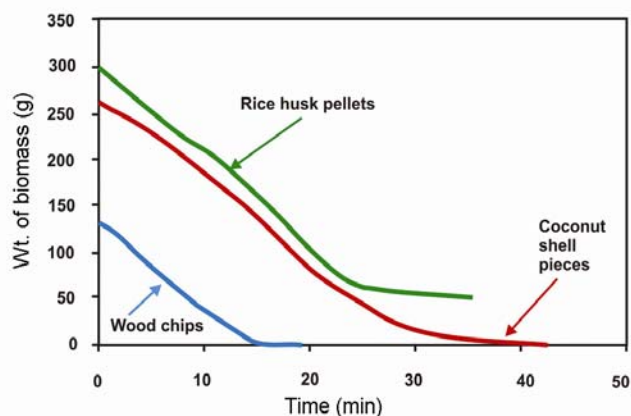 350
300
250
200
150
100
50
0
Wt. of biomass (g)
Rice husk pellets
Coconut
shell
pieces
Wood chips
0 10 20 30 40 50
Time (min)